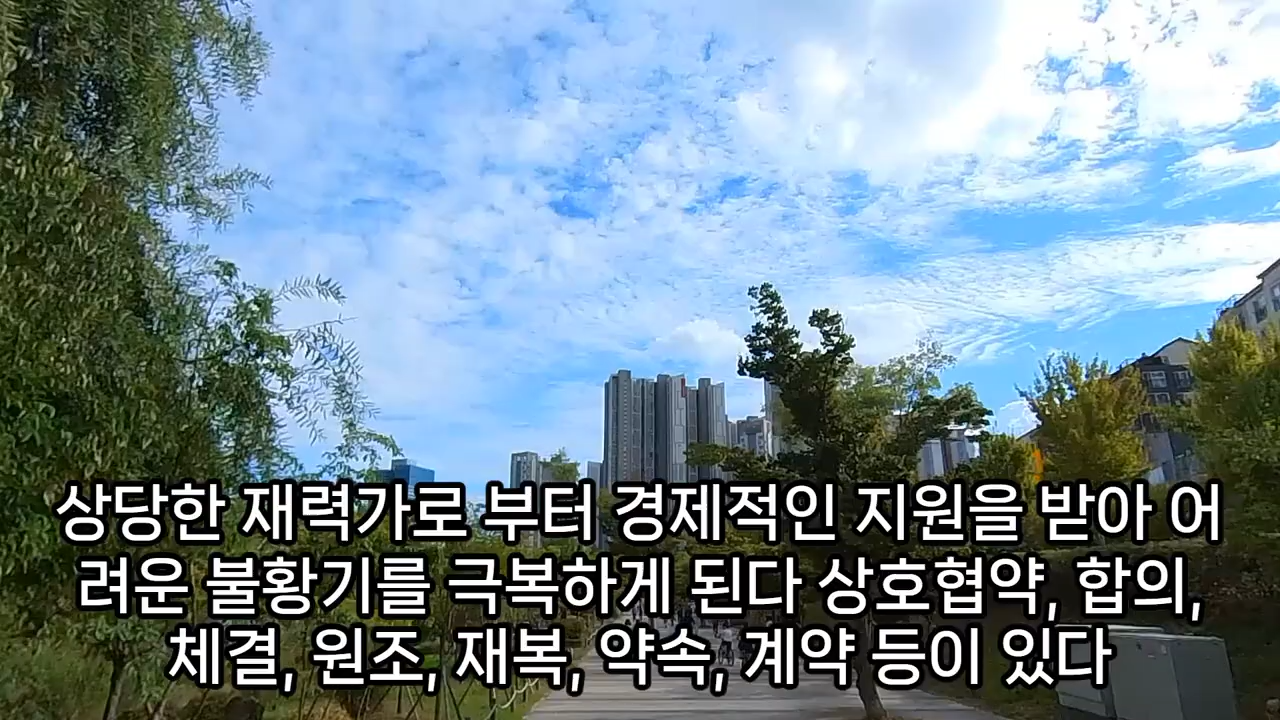 상당한 재력가로 부터 경제적인 지원을 받아 어
려운 불황기를 극복하게 된다 상호협약, 합의,
체결, 원조, 재복, 약속, 계약 등이 있다